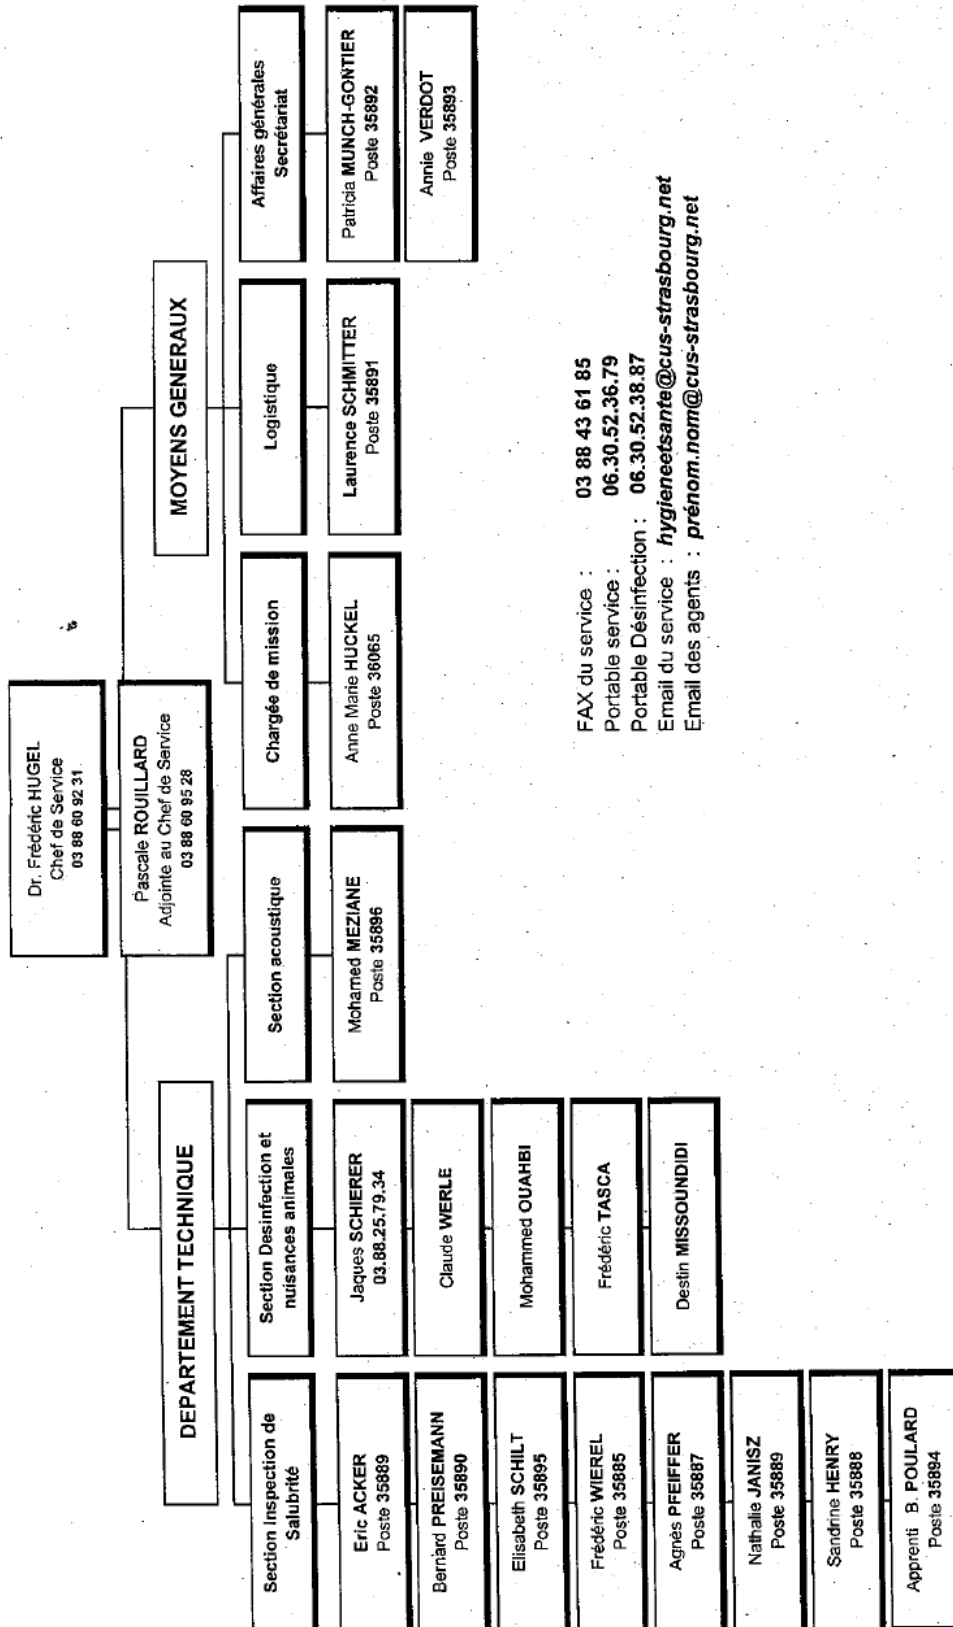 Dr. Frédéric HUGEL
Chef de Service
03 88 60 92 31
Pascale ROUILLARD
Adjointe au Chef de Service
03 88 60 95 28
DEPARTEMENT TECHNIQUE
MOYENS GENERAUX
Section Inspection de
Salubrité
Eric ACKER
Poste 35889
Bernard PREISEMANN
Poste 35890
Elisabeth SCHILT
Poste 35895
Frédéric WIEREL
Poste 35885
Agnès PFEIFFER
Poste 35887
Nathalie JANISZ
Poste 35889
Sandrine HENRY
Poste 35888
Apprenti B. POULARD
Poste 35894
Section Desinfection et
nuisances animales
Jaques SCHIERER
03.88.25.79.34
Claude WERLE
Mohammed OUAHBI
Frédéric TASCA
Destin MISSOUNDIDI
Section acoustique
Mohamed MEZIANE
Poste 35896
Chargée de mission
Anne Marie HUCKEL
Poste 36065
Logistique
Laurence SCHMITTER
Poste 35891
Affaires générales
Secrétariat
Patricia MUNCH-GONTIER
Poste 35892
Annie VERDOT
Poste 35893
FAX du service : 03 88 43 61 85
Portable service : 06.30.52.36.79
Portable Désinfection : 06.30.52.38.87
Email du service : hygieneetsante@cus-strasbourg.net
Email des agents : prénom.nom@cus-strasbourg.net